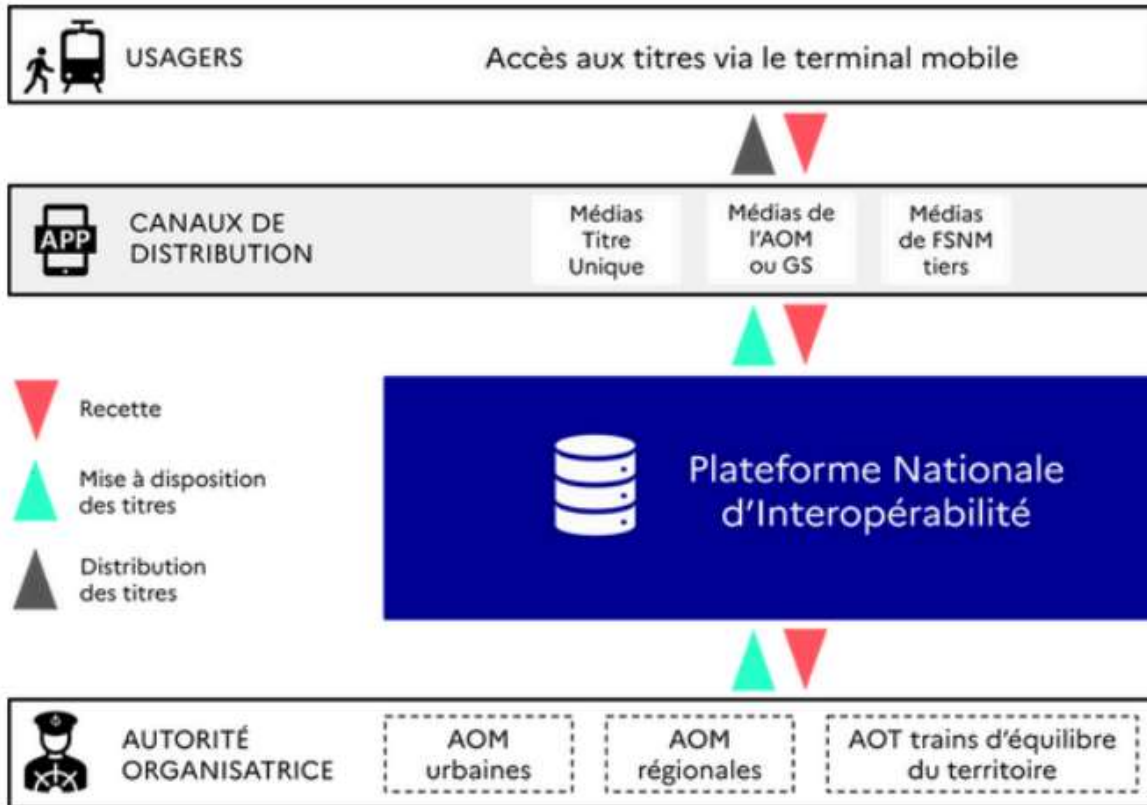 USAGERS
Accès aux titres via le terminal mobile
APP
CANAUX DE
DISTRIBUTION
Médias
Titre
Unique
Médias de
l'AOM
ou GS
Médias
de FSNM
tiers
Recette
Mise à disposition
des titres
Distribution
des titres
Plateforme Nationale
d'Interopérabilité
AUTORITÉ
ORGANISATRICE
AOM
urbaines
AOM
régionales
AOT trains d'équilibre
du territoire